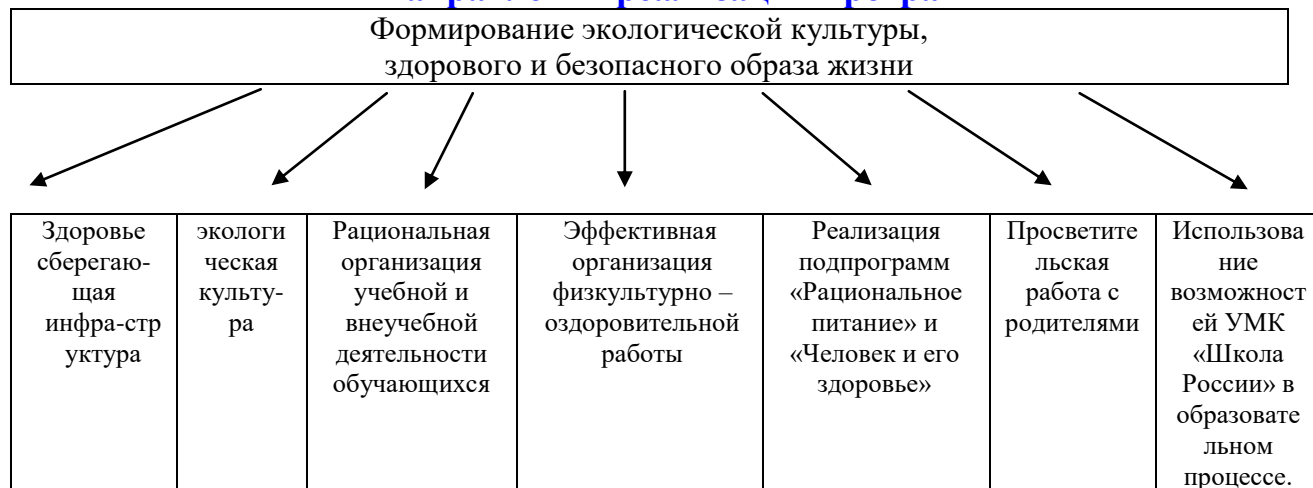 Формирование экологической культуры,
здорового и безопасного образа жизни
Здоровье
сберегаю-
щая
инфра-стр
уктура
экологи
ческая
культу-
ра
Рациональная
организация
учебной и
внеучебной
деятельности
обучающихся
Эффективная
организация
физкультурно –
оздоровительной
работы
Реализация
подпрограмм
«Рациональное
питание» и
«Человек и его
здоровье»
Просветите
льская
работа с
родителями
Использова
ние
возможност
ей УМК
«Школа
России» в
образовате
льном
процессе.